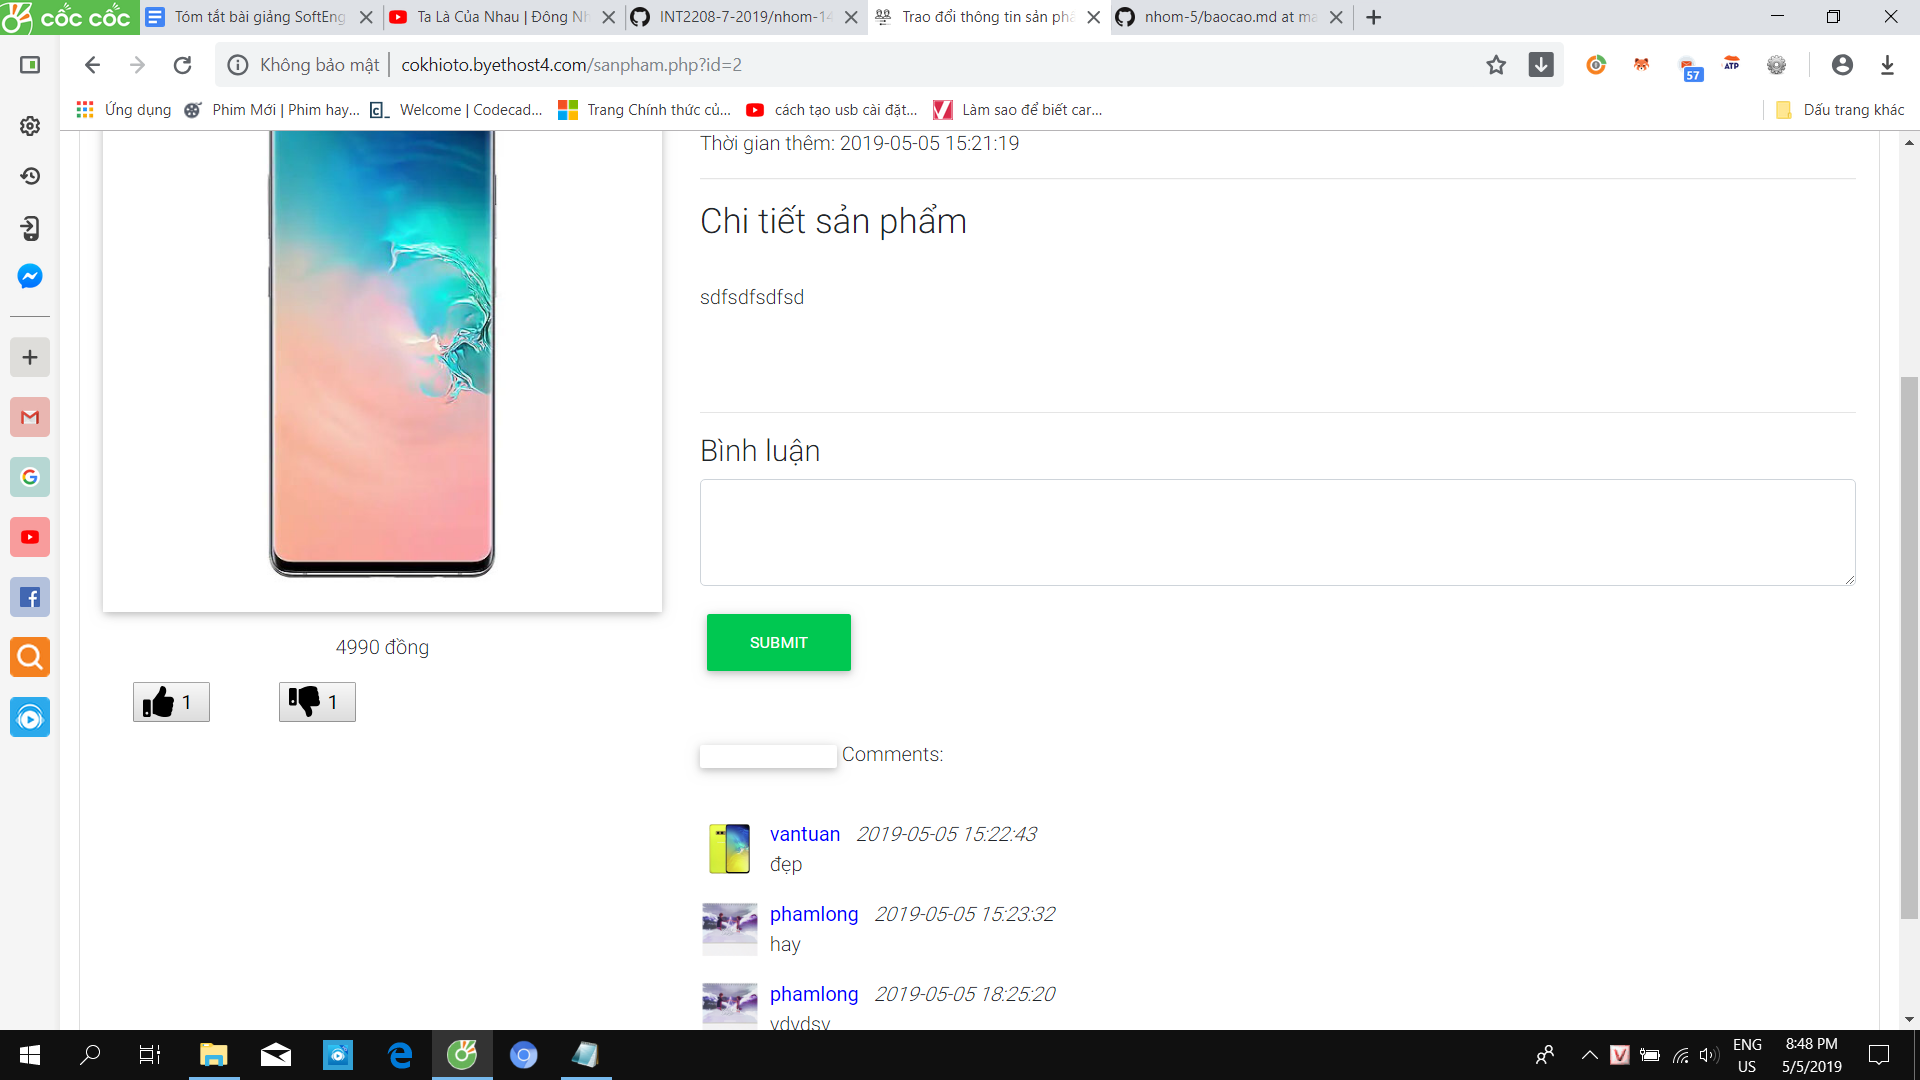 cốc cốc
Tóm tắt bài giảng SoftEng
Ta Là Của Nhau | Đông Nh
INT2208-7-2019/nhom-14
Trao đổi thông tin sản phẩ
nhom-5/baocao.md at ma
Không bảo mật
cokhioto.byethost4.com/sanpham.php?id=2
57
ATP
Ứng dụng
Phim Mới | Phim hay...
Welcome | Codecad...
Trang Chính thức củ...
cách tạo usb cài đặt...
Làm sao để biết car...
Dấu trang khác
Thời gian thêm: 2019-05-05 15:21:19
Chi tiết sản phẩm
sdfsdfsdfsd
Bình luận
SUBMIT
4990 đồng
1
1
Comments:
vantuan 2019-05-05 15:22:43
đẹp
phamlong 2019-05-05 15:23:32
hay
phamlong 2019-05-05 18:25:20
ENG
US
8:48 PM
5/5/2019